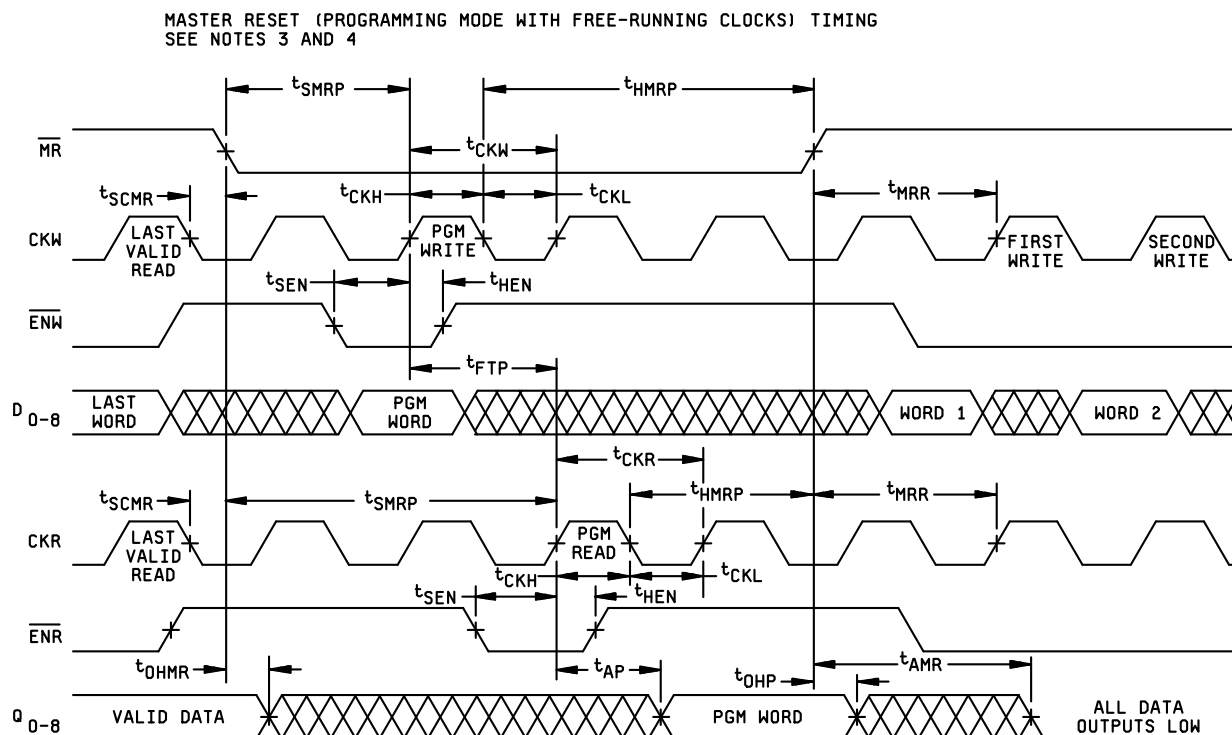 MASTER RESET (PROGRAMMING MODE WITH FREE-RUNNING CLOCKS) TIMING
SEE NOTES 3 AND 4
tSMRP
tHMRP
MR
tCKW
tSCMR
tCKH
tCKL
tMRR
CKW
LAST
VALID
READ
PGM
WRITE
FIRST
WRITE
SECOND
WRITE
tSEN
tHEN
ENW
tFTP
D0-8
LAST
WORD
PGM
WORD
WORD 1
WORD 2
tCKR
tSCMR
tSMRP
tHMRP
tMRR
CKR
LAST
VALID
READ
PGM
READ
tCKH
tCKL
tSEN
tHEN
ENR
tOHMR
tAP
tOHP
tAMR
Q0-8
VALID DATA
PGM WORD
ALL DATA
OUTPUTS LOW